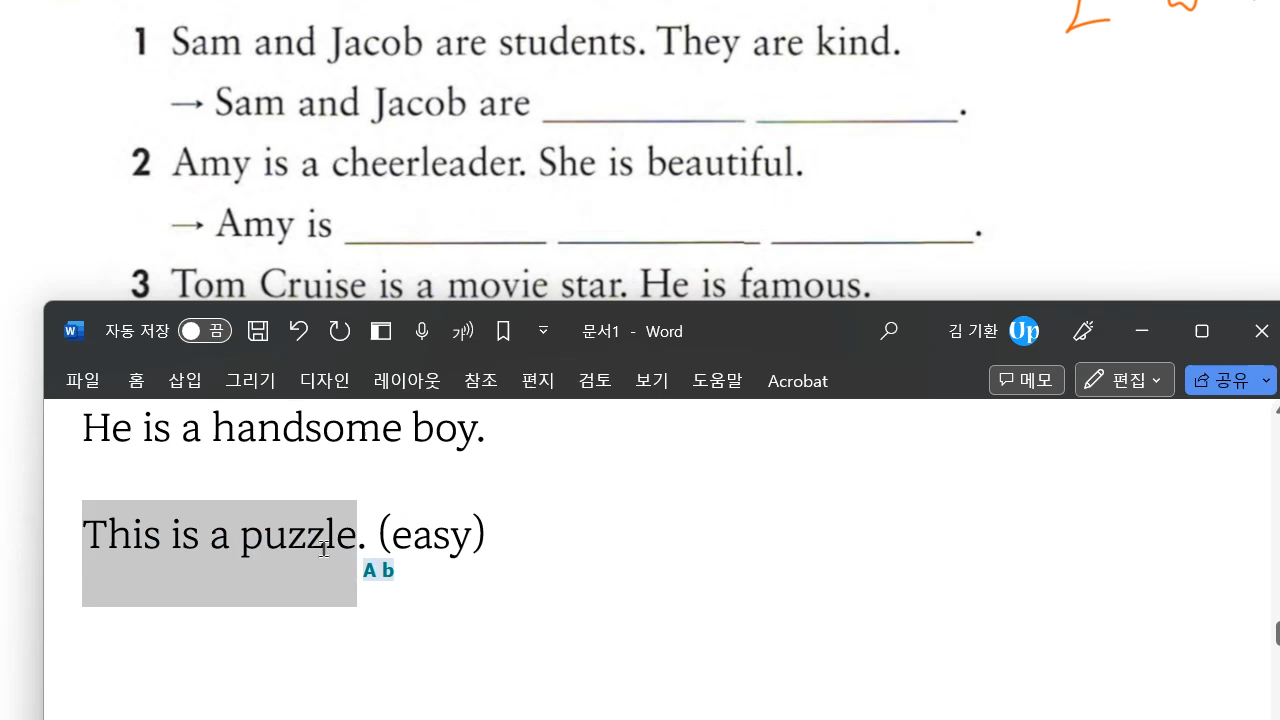 1 Sam and Jacob are students. They are kind.
→ Sam and Jacob are ________ ________.
2 Amy is a cheerleader. She is beautiful.
→ Amy is ________ ________ ________.
3 Tom Cruise is a movie star. He is famous.
자동 저장 끔 가)) 문서1 - Word 김 기환 Up
파일 홈 삽입 그리기 디자인 레이아웃 참조 편지 검토 보기 도움말 Acrobat 메모 편집 공유
He is a handsome boy.
This is a puzzle. (easy)
A b